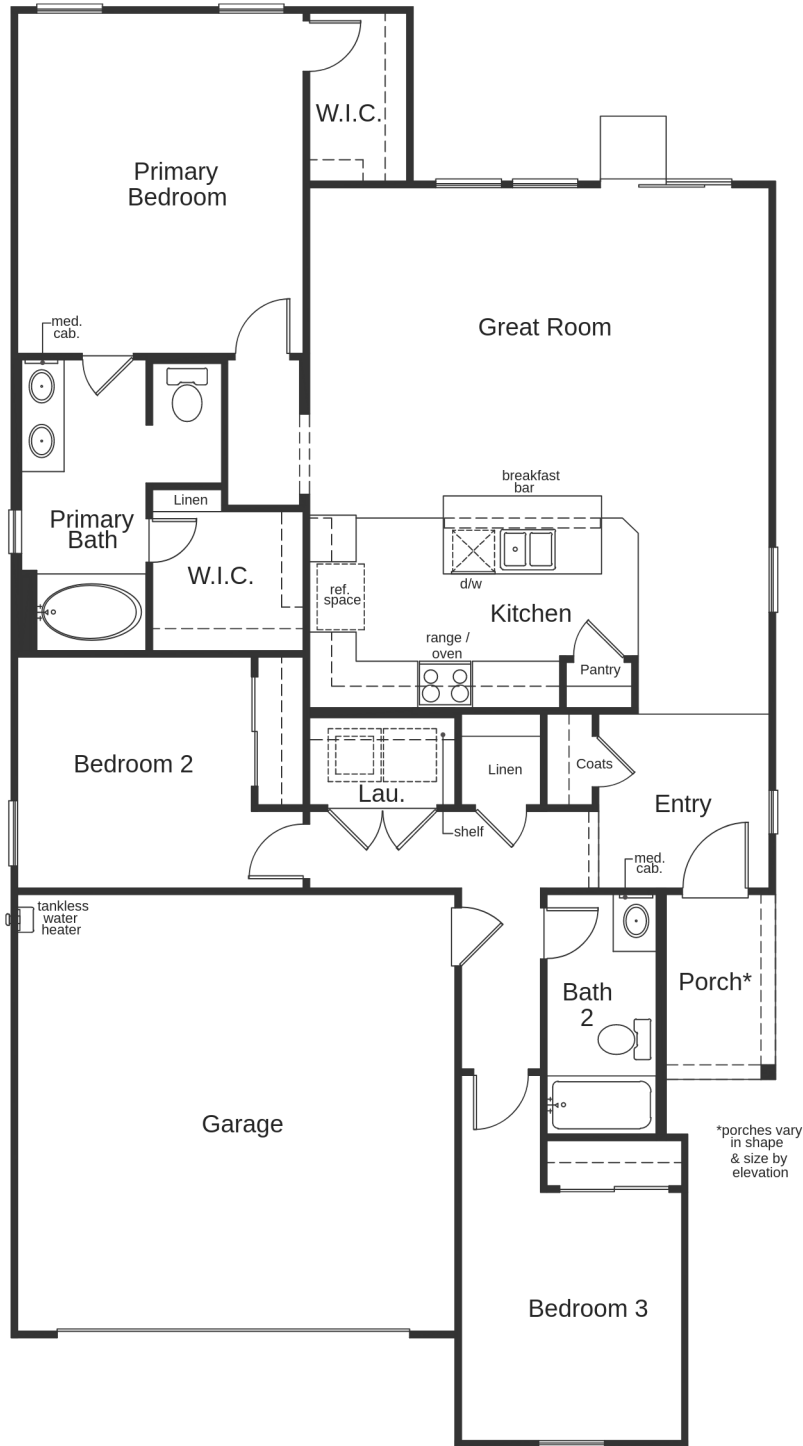 W.I.C.
Primary
Bedroom
med.
cab.
Great Room
breakfast
bar
Linen
Primary
Bath
W.I.C.
ref.
space
d/w
Kitchen
range /
oven
Pantry
Bedroom 2
Lau.
Linen
Coats
Entry
shelf
med.
cab.
tankless
water
heater
Bath
2
Porch*
Garage
*porches vary
in shape
& size by
elevation
Bedroom 3